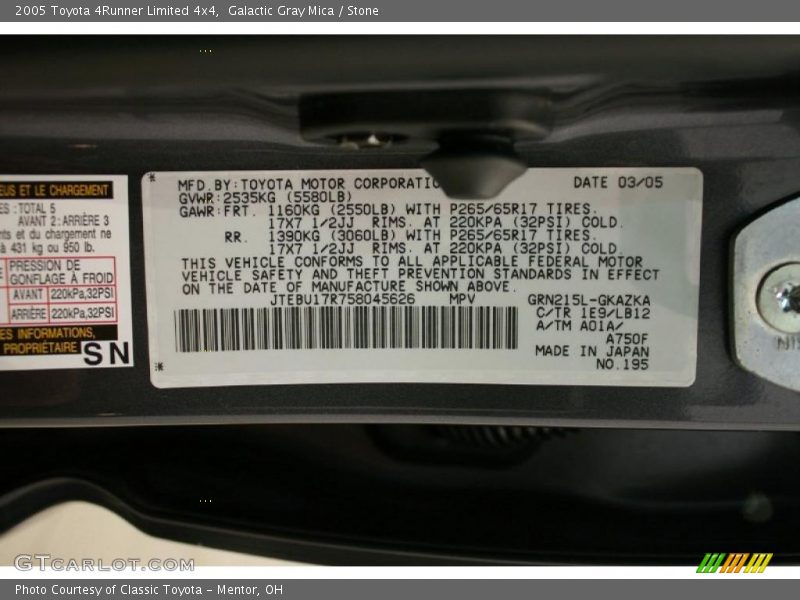 2005 Toyota 4Runner Limited 4x4,  Galactic Gray Mica / Stone
EUS ET LE CHARGEMENT
ES : TOTAL 5
AVANT 2 : ARRIÈRE 3
nts et du chargement ne
à 431 kg ou 950 lb.
PRESSION DE
GONFLAGE À FROID
AVANT 220kPa,32PSI
ARRIÈRE 220kPa,32PSI
ES INFORMATIONS,
PROPRIÉTAIRE
SN
MFD.BY:TOYOTA MOTOR CORPORATIO DATE 03/05
GVWR:2535KG (5580LB)
GAWR:FRT. 1160KG (2550LB) WITH P265/65R17 TIRES.
17X7 1/2JJ RIMS. AT 220KPA (32PSI) COLD.
RR. 1390KG (3060LB) WITH P265/65R17 TIRES.
17X7 1/2JJ RIMS. AT 220KPA (32PSI) COLD.
THIS VEHICLE CONFORMS TO ALL APPLICABLE FEDERAL MOTOR
VEHICLE SAFETY AND THEFT PREVENTION STANDARDS IN EFFECT
ON THE DATE OF MANUFACTURE SHOWN ABOVE.
JTEBU17R758045626 MPV GRN215L-GKAZKA
C/TR 1E9/LB12
A/TM A01A/
A750F
MADE IN JAPAN
NO.195
GTCARLOT.COM
Photo Courtesy of Classic Toyota - Mentor, OH